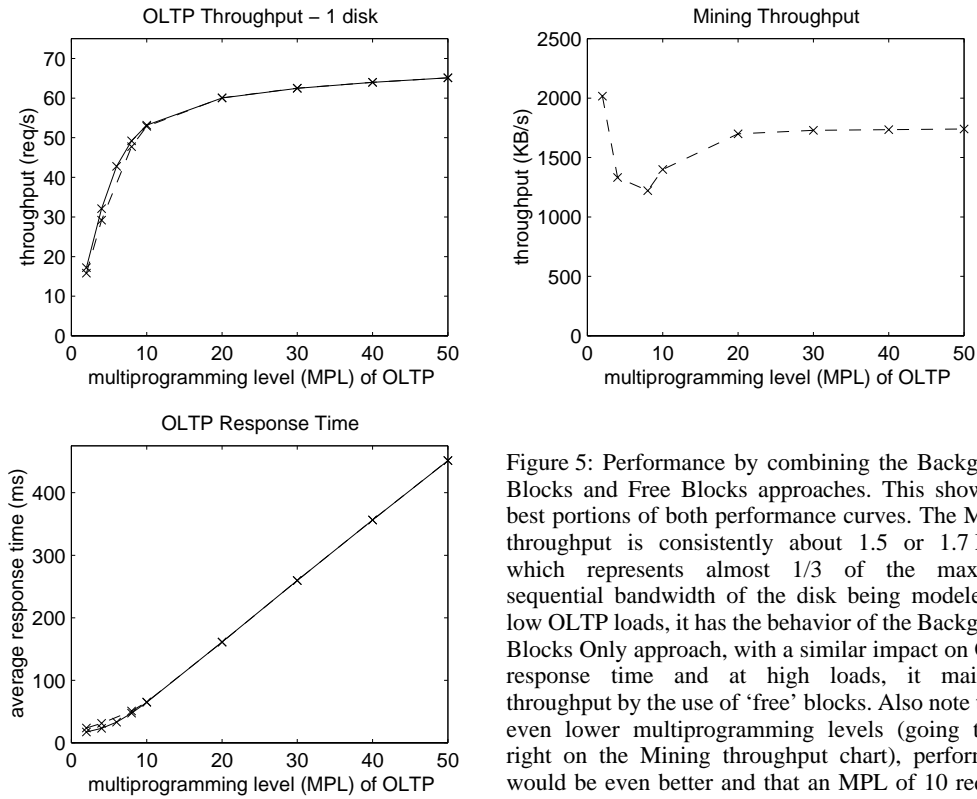 OLTP Throughput − 1 disk
throughput (req/s)
70
60
50
40
30
20
10
0
0 10 20 30 40 50
multiprogramming level (MPL) of OLTP
Mining Throughput
throughput (KB/s)
2500
2000
1500
1000
500
0
0 10 20 30 40 50
multiprogramming level (MPL) of OLTP
OLTP Response Time
average response time (ms)
400
300
200
100
0
0 10 20 30 40 50
multiprogramming level (MPL) of OLTP
Figure 5: Performance by combining the Backg
Blocks and Free Blocks approaches. This show
best portions of both performance curves. The M
throughput is consistently about 1.5 or 1.7
which represents almost 1/3 of the max
sequential bandwidth of the disk being modele
low OLTP loads, it has the behavior of the Backg
Blocks Only approach, with a similar impact on
response time and at high loads, it main
throughput by the use of ‘free’ blocks. Also note
even lower multiprogramming levels (going t
right on the Mining throughput chart), perform
would be even better and that an MPL of 10 re